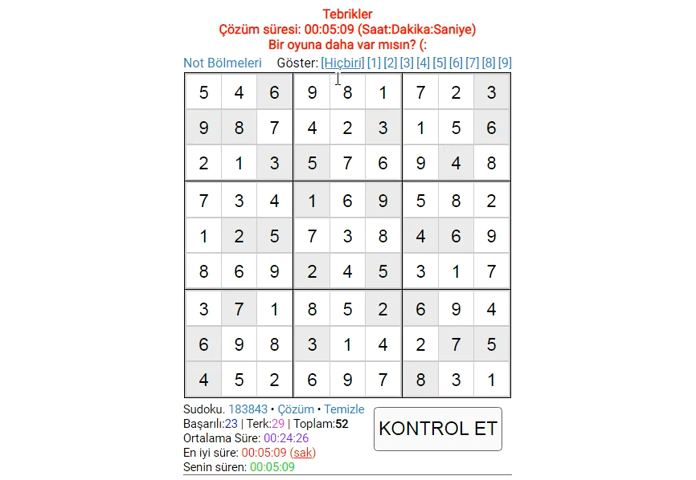 Tebrikler
Çözüm süresi: 00:05:09 (Saat:Dakika:Saniye)
Bir oyuna daha var mısın? (:
Not Bölmeleri Göster: [Hiçbiri] [1] [2] [3] [4] [5] [6] [7] [8] [9]
5 4 6 9 8 1 7 2 3
9 8 7 4 2 3 1 5 6
2 1 3 5 7 6 9 4 8
7 3 4 1 6 9 5 8 2
1 2 5 7 3 8 4 6 9
8 6 9 2 4 5 3 1 7
3 7 1 8 5 2 6 9 4
6 9 8 3 1 4 2 7 5
4 5 2 6 9 7 8 3 1
Sudoku. 183843 • Çözüm • Temizle
Başarılı:23 | Terk:29 | Toplam:52
Ortalama Süre: 00:24:26
En iyi süre: 00:05:09 (sak)
Senin süren: 00:05:09
KONTROL ET